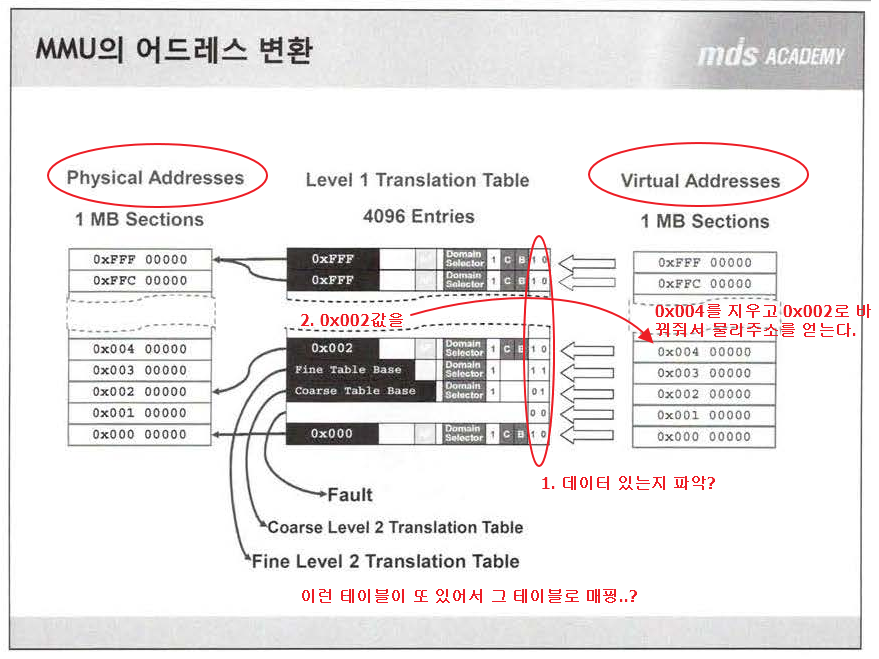 MMU의 어드레스 변환
mds ACADEMY
Physical Addresses
1 MB Sections
Level 1 Translation Table
4096 Entries
Virtual Addresses
1 MB Sections
0xFFF 00000
0xFFC 00000
0x004 00000
0x003 00000
0x002 00000
0x001 00000
0x000 00000
0xFFF Domain Selector 1 C B 1 0
0xFFF Domain Selector 1 C B 1 0
2. 0x002값을
0x002 Domain Selector 1 C B 1 0
Fine Table Base Domain Selector 1 1 1
Coarse Table Base Domain Selector 1 0 1
0 0
0x000 Domain Selector 1 C B 1 0
0xFFF 00000
0xFFC 00000
0x004를 지우고 0x002로 바
꿔줘서 물리주소를 얻는다.
0x004 00000
0x003 00000
0x002 00000
0x001 00000
0x000 00000
1. 데이터 있는지 파악?
Fault
Coarse Level 2 Translation Table
Fine Level 2 Translation Table
이런 테이블이 또 있어서 그 테이블로 매핑..?